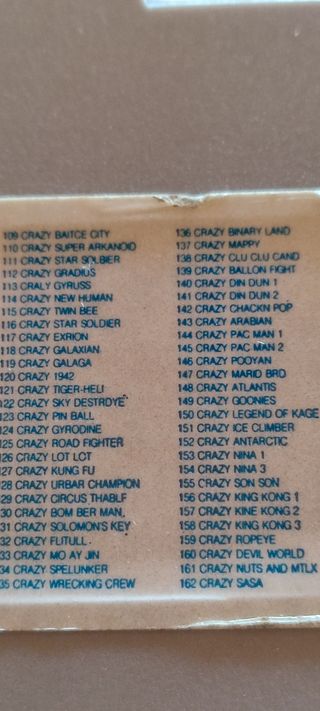 109 CRAZY BAITCE CITY
110 CRAZY SUPER ARKANOID
111 CRAZY STAR SOLBIER
112 CRAZY GRADIUS
113 CRALY GYRUSS
114 CRAZY NEW HUMAN
115 CRAZY TWIN BEE
116 CRAZY STAR SOLDIER
117 CRAZY EXRION
118 CRAZY GALAXIAN
119 CRAZY GALAGA
120 CRAZY 1942
121 CRAZY TIGER-HELI
22 CRAZY SKY DESTRDYE
123 CRAZY PIN BALL
124 CRAZY GYRODINE
125 CRAZY ROAD FIGHTER
126 CRAZY LOT LOT
127 CRAZY KUNG FU
128 CRAZY URBAR CHAMPION
29 CRAZY CIRCUS THABLF
30 CRAZY BOM BER MAN
31 CRAZY SOLOMON'S KEY
32 CRAZY FLITULL
33 CRAZY MO AY JIN
34 CRAZY SPELUNKER
35 CRAZY WRECKING CREW
136 CRAZY BINARY LAND
137 CRAZY MAPPY
138 CRAZY CLU CLU CAND
139 CRAZY BALLON FIGHT
140 CRAZY DIN DUN 1
141 CRAZY DIN DUN 2
142 CRAZY CHACKN POP
143 CRAZY ARABIAN
144 CRAZY PAC MAN 1
145 CRAZY PAC MAN 2
146 CRAZY POOYAN
147 CRAZY MARIO BRO
148 CRAZY ATLANTIS
149 CRAZY GOONIES
150 CRAZY LEGEND OF KAGE
151 CRAZY ICE CLIMBER
152 CRAZY ANTARCTIC
153 CRAZY NINA 1
154 CRAZY NINA 3
155 CRAZY SON SON
156 CRAZY KING KONG 1
157 CRAZY KINE KONG 2
158 CRAZY KING KONG 3
159 CRAZY ROPEYE
160 CRAZY DEVIL WORLD
161 CRAZY NUTS AND MTLX
162 CRAZY SASA